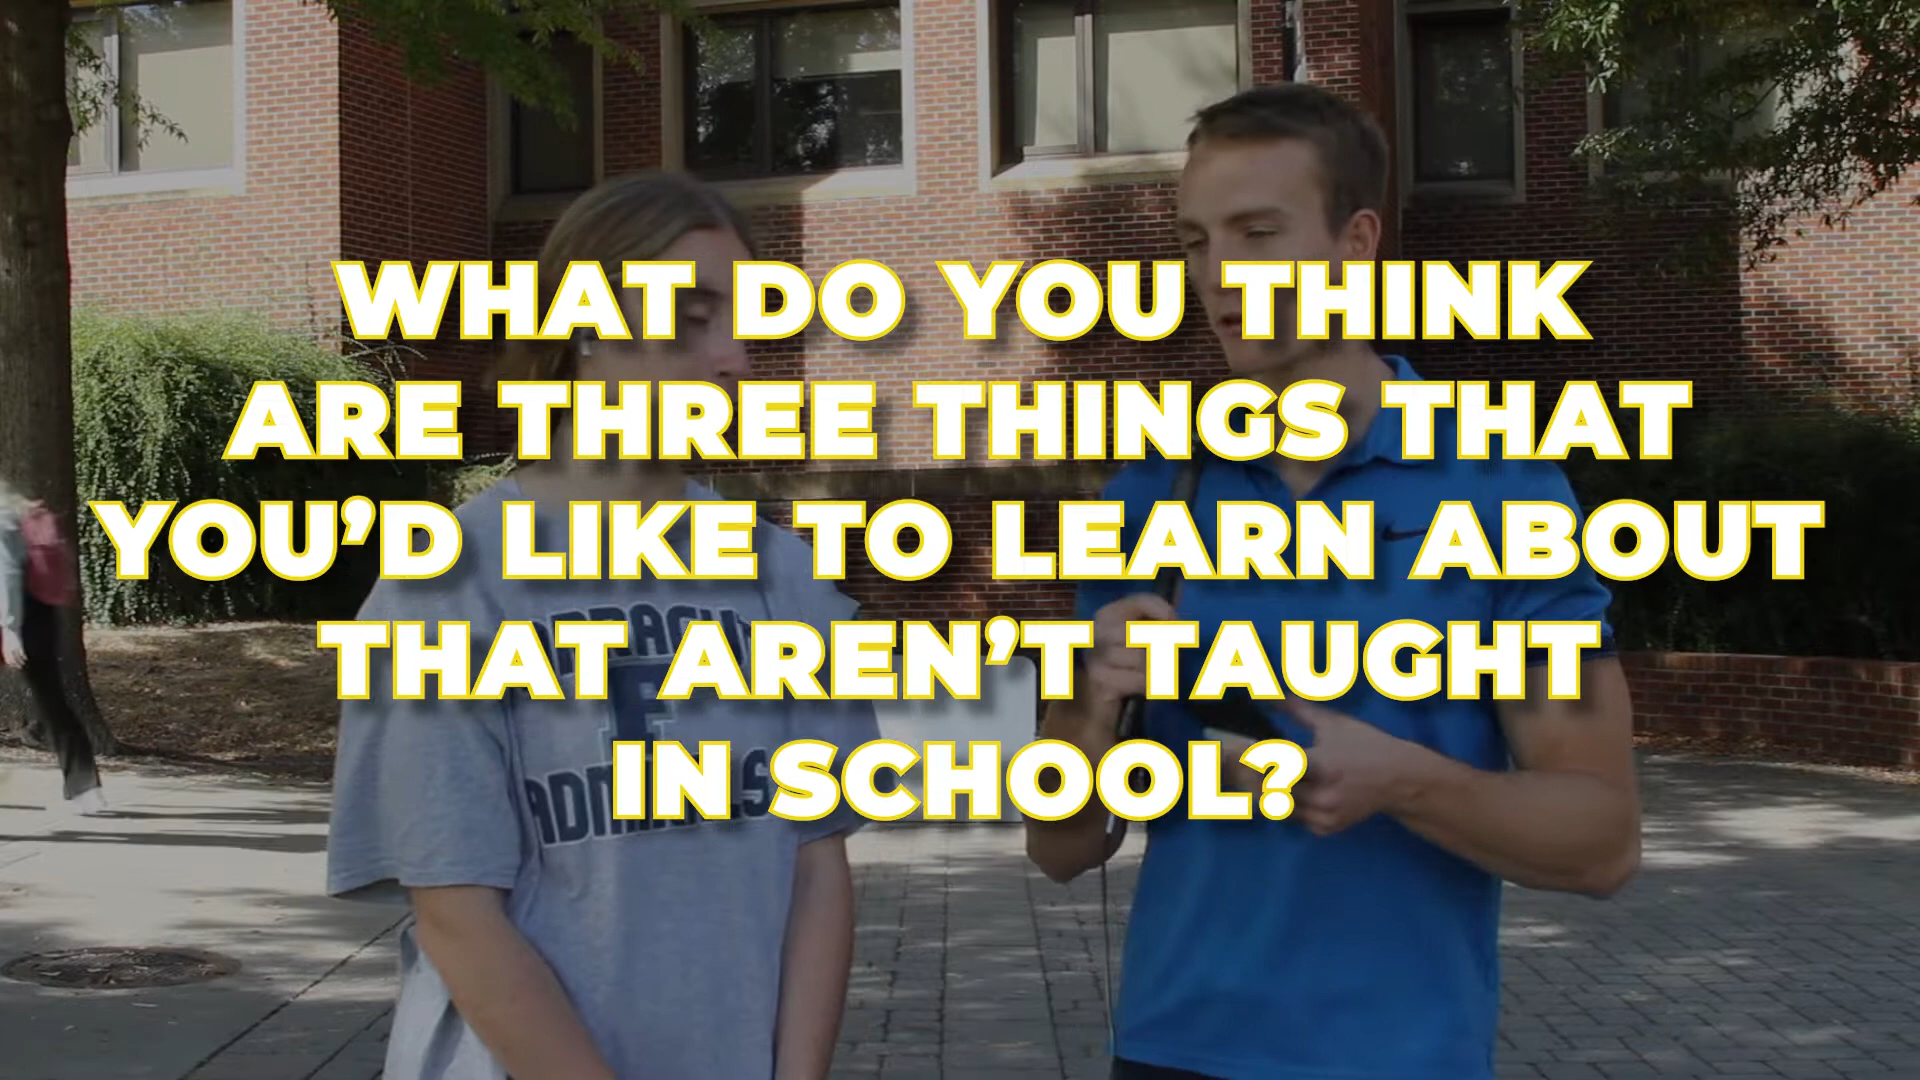 WHAT DO YOU THINK
ARE THREE THINGS THAT
YOU’D LIKE TO LEARN ABOUT
THAT AREN’T TAUGHT
IN SCHOOL?